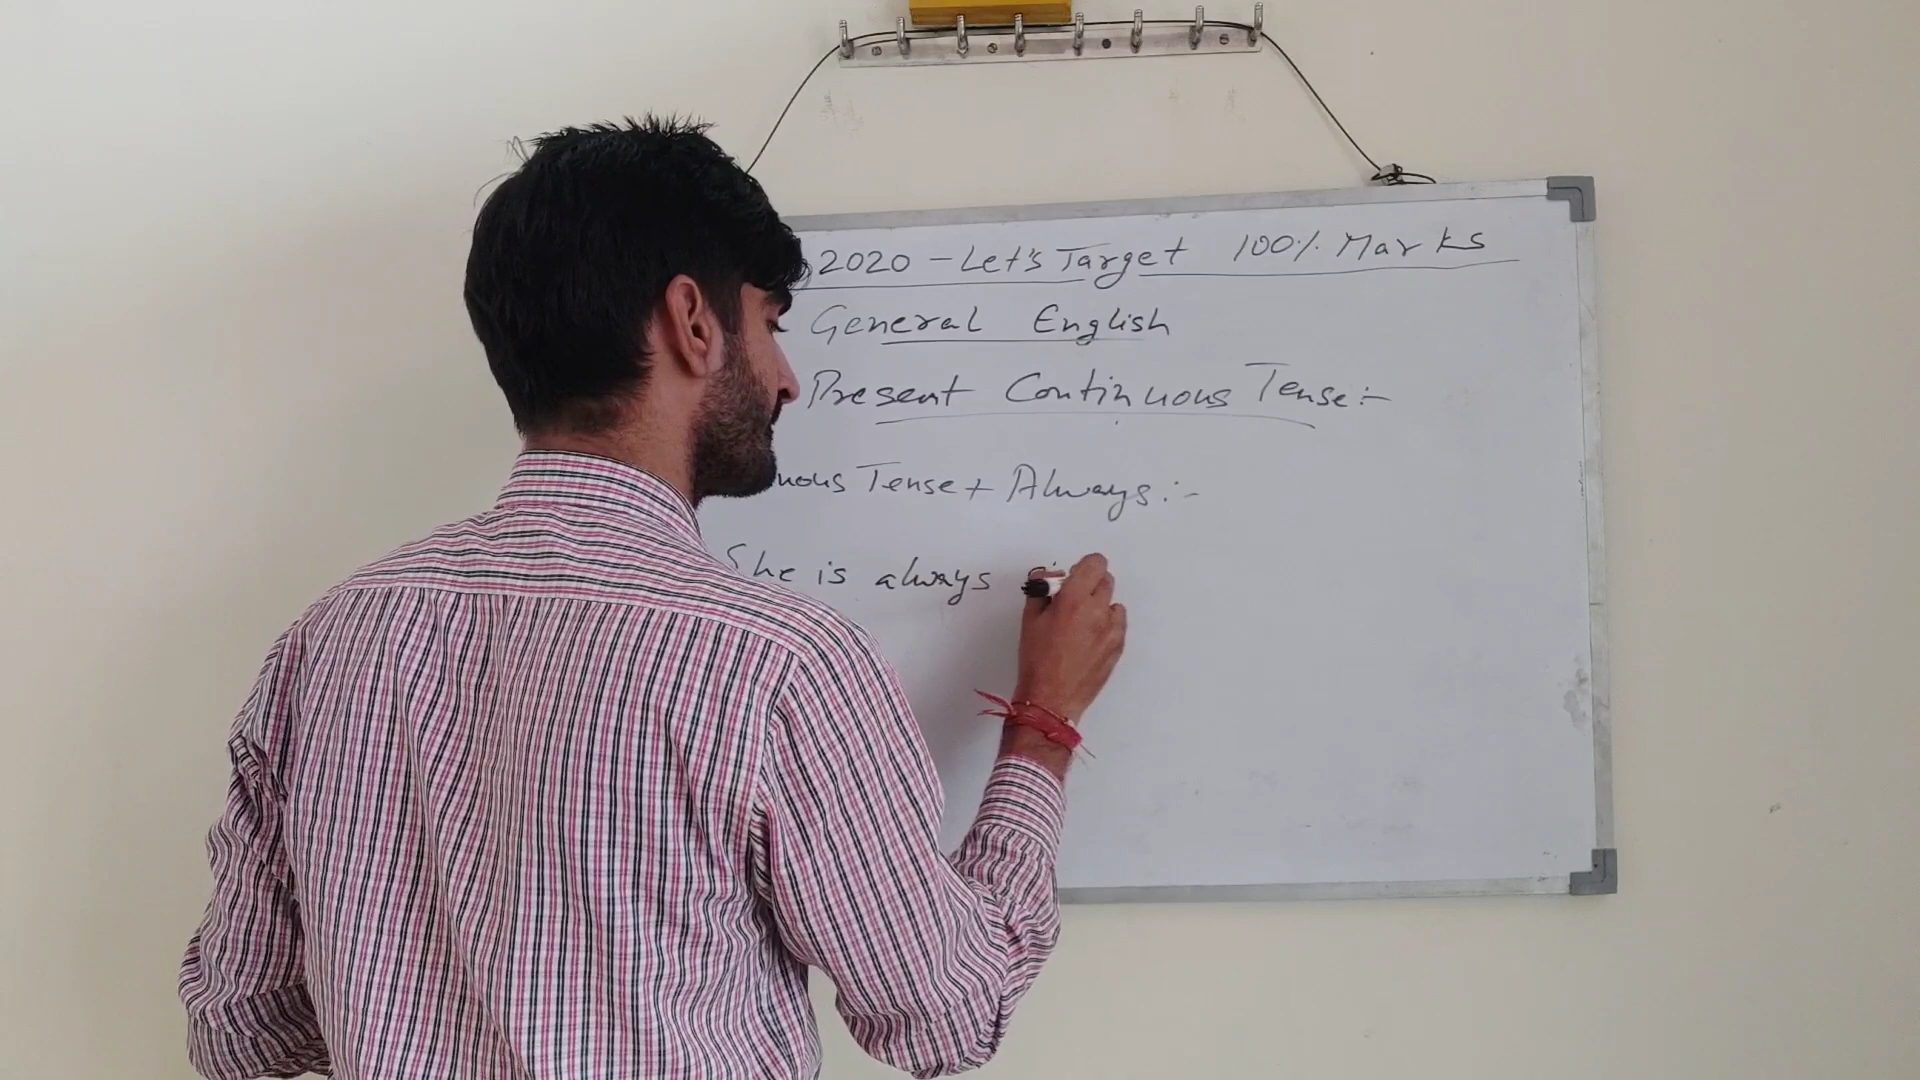 2020 - Let's Target 100% Marks
General English
Present Continuous Tense:-
nous Tense + Always:-
She is always